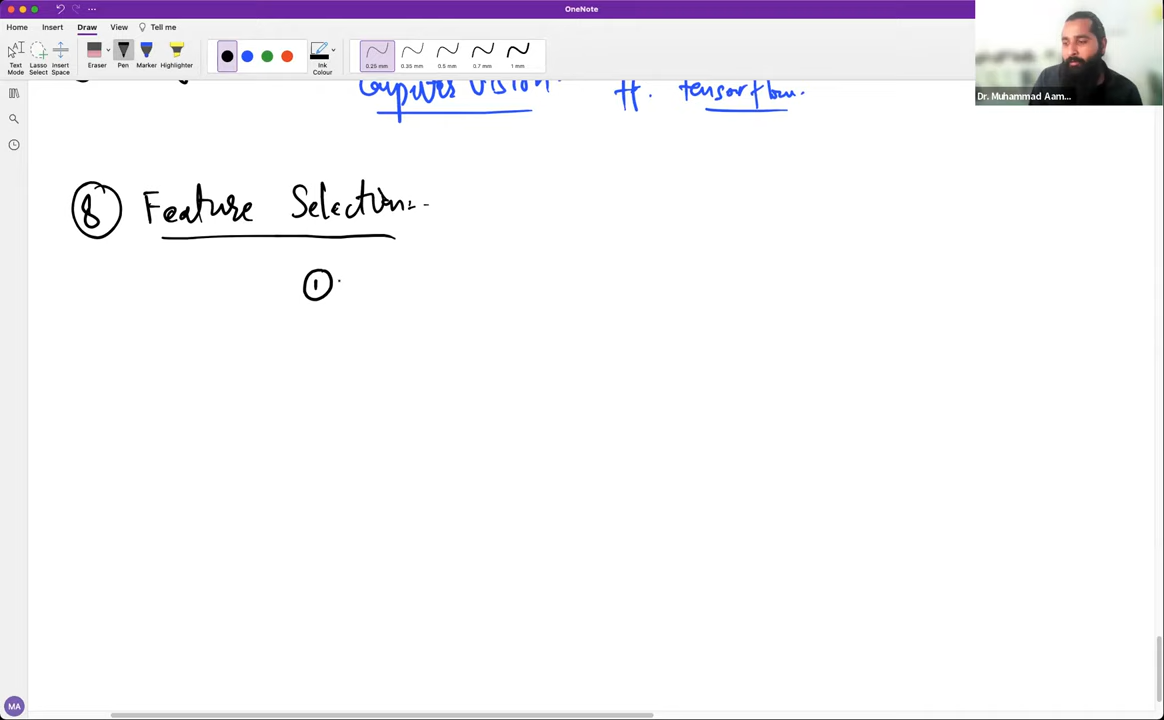 OneNote
Home Insert Draw View Tell me
Eraser Pen Marker Highlighter
Text Mode Lasso Select Insert Space
0.25 mm 0.35 mm 0.5 mm 0.7 mm 1 mm
Ink Colour
Dr. Muhammad Aam...
Computer Vision. tensorflow.
⑧ Feature Selection:-
①
MA